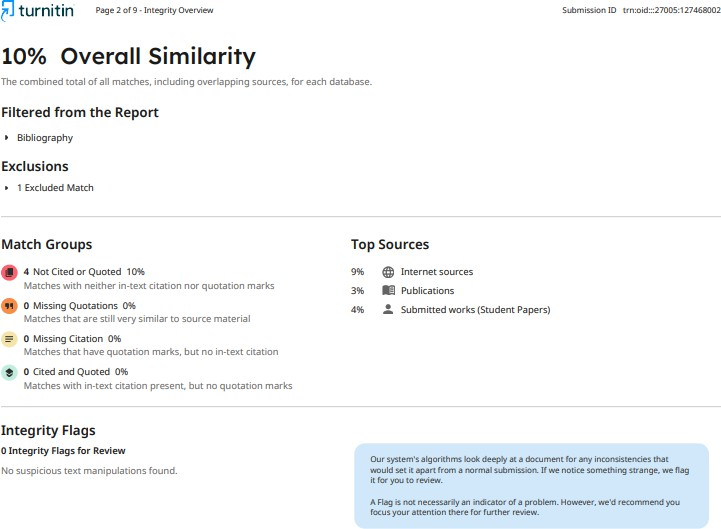 turnitin Page 2 of 9 - Integrity Overview Submission ID trn:oid:::27005:127468002
10% Overall Similarity
The combined total of all matches, including overlapping sources, for each database.
Filtered from the Report
Bibliography
Exclusions
1 Excluded Match
Match Groups
4 Not Cited or Quoted 10%
Matches with neither in-text citation nor quotation marks
0 Missing Quotations 0%
Matches that are still very similar to source material
0 Missing Citation 0%
Matches that have quotation marks, but no in-text citation
0 Cited and Quoted 0%
Matches with in-text citation present, but no quotation marks
Top Sources
9% Internet sources
3% Publications
4% Submitted works (Student Papers)
Integrity Flags
0 Integrity Flags for Review
No suspicious text manipulations found.
Our system's algorithms look deeply at a document for any inconsistencies that
would set it apart from a normal submission. If we notice something strange, we flag
it for you to review.
A Flag is not necessarily an indicator of a problem. However, we'd recommend you
focus your attention there for further review.